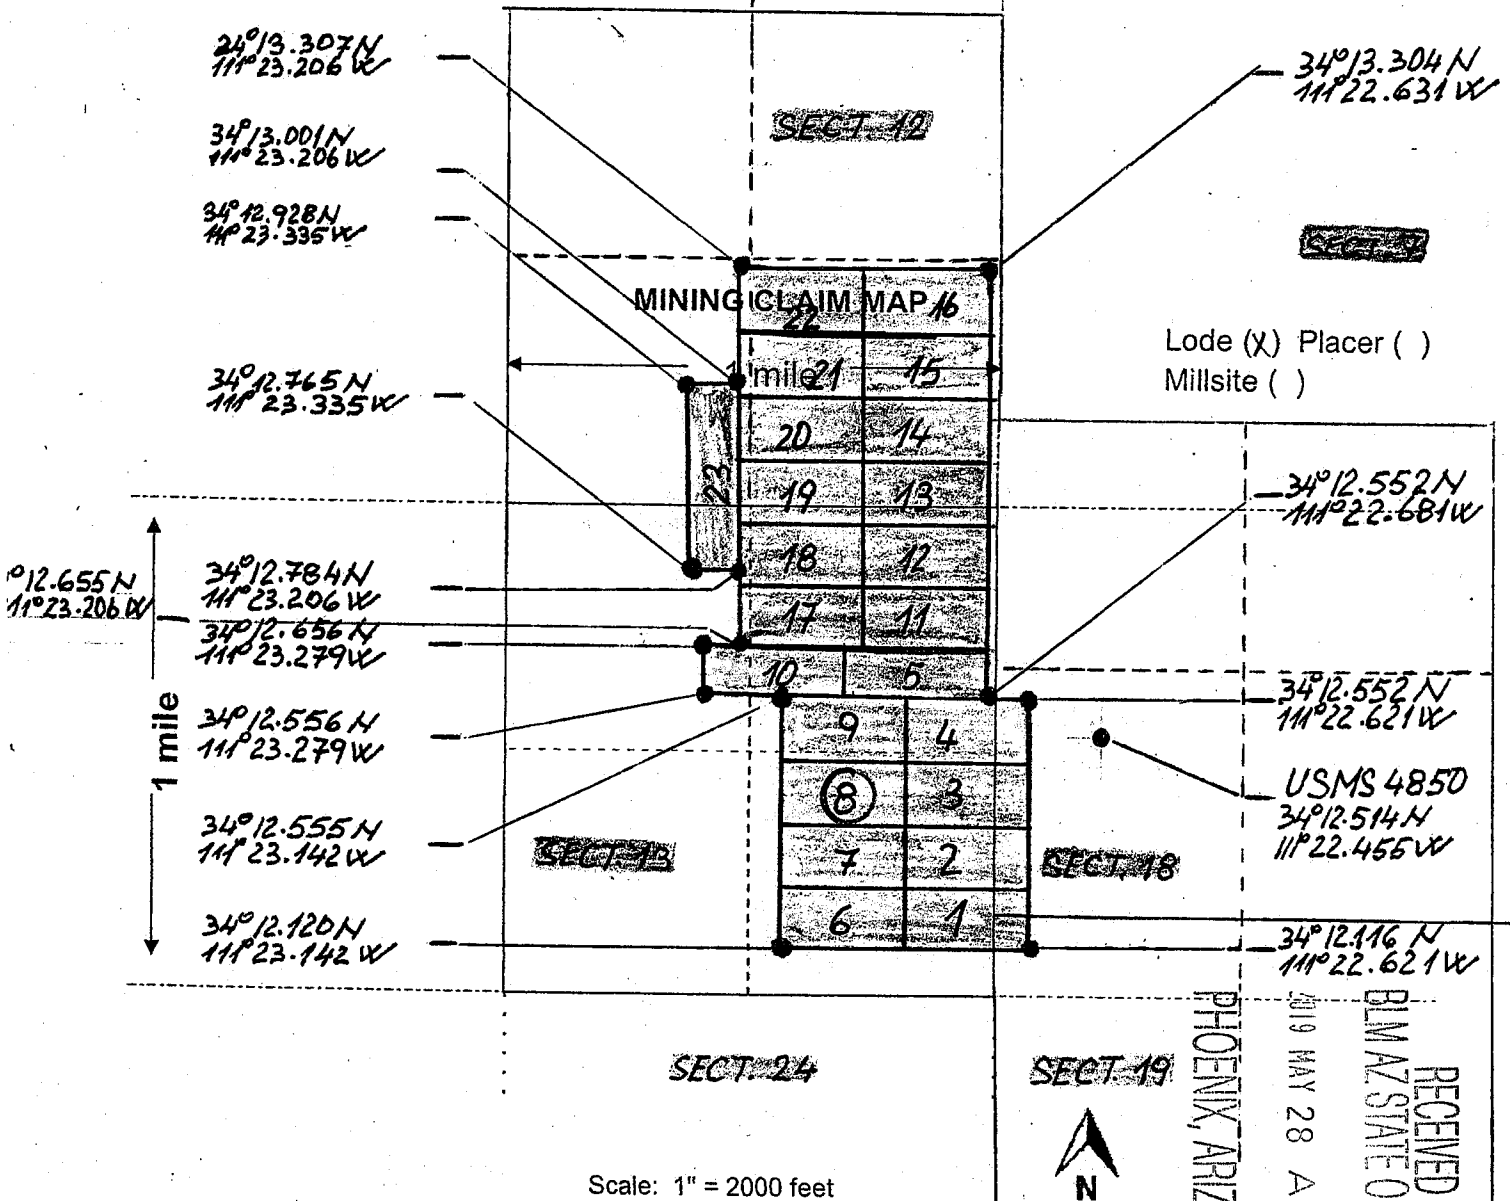 34°13.307N
111°23.206W
34°13.001N
111°23.206W
34°12.928N
111°23.335W
34°12.765N
111°23.335W
°12.655N
11°23.206W
34°12.784N
111°23.206W
34°12.656N
111°23.279W
34°12.556N
111°23.279W
34°12.555N
111°23.142W
34°12.120N
111°23.142W
1 mile
SECT. 12
MINING CLAIM MAP
22 16
1 mile
21 15
20 14
23
19 13
18 12
17 11
10 5
9 4
8 3
7 2
6 1
SECT. 13
SECT. 18
SECT. 24
SECT. 19
34°13.304N
111°22.631W
SECT. 7
Lode (X) Placer ( )
Millsite ( )
34°12.552N
111°22.681W
34°12.552N
111°22.621W
USMS 4850
34°12.514N
111°22.455W
34°12.116N
111°22.621W
RECEIVED
BLM AZ STATE O
2019 MAY 28 A
PHOENIX, ARIZ
N
Scale: 1" = 2000 feet